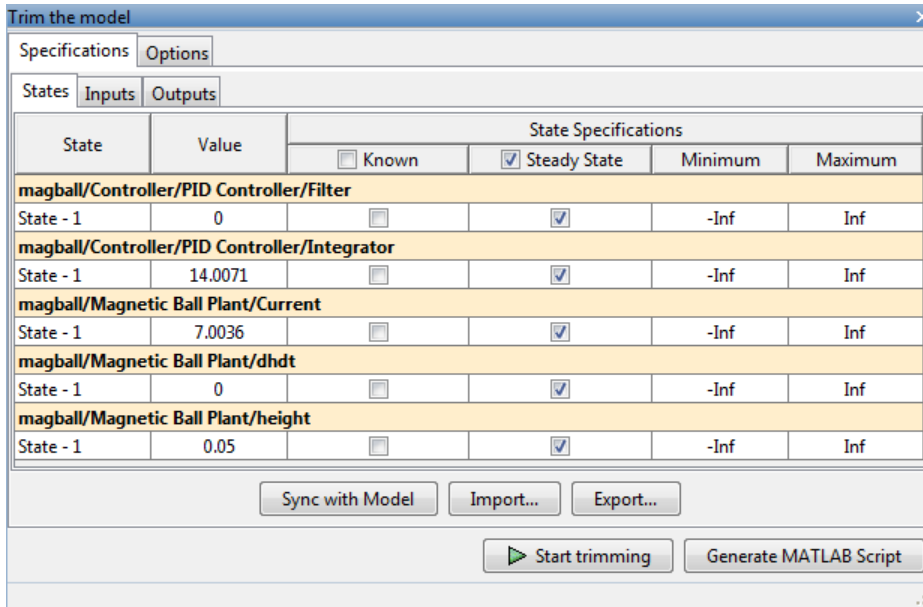 Trim the model
Specifications Options
States Inputs Outputs
State Value State Specifications
Known Steady State Minimum Maximum
magball/Controller/PID Controller/Filter
State - 1 0 -Inf Inf
magball/Controller/PID Controller/Integrator
State - 1 14.0071 -Inf Inf
magball/Magnetic Ball Plant/Current
State - 1 7.0036 -Inf Inf
magball/Magnetic Ball Plant/dhdt
State - 1 0 -Inf Inf
magball/Magnetic Ball Plant/height
State - 1 0.05 -Inf Inf
Sync with Model Import... Export...
Start trimming Generate MATLAB Script